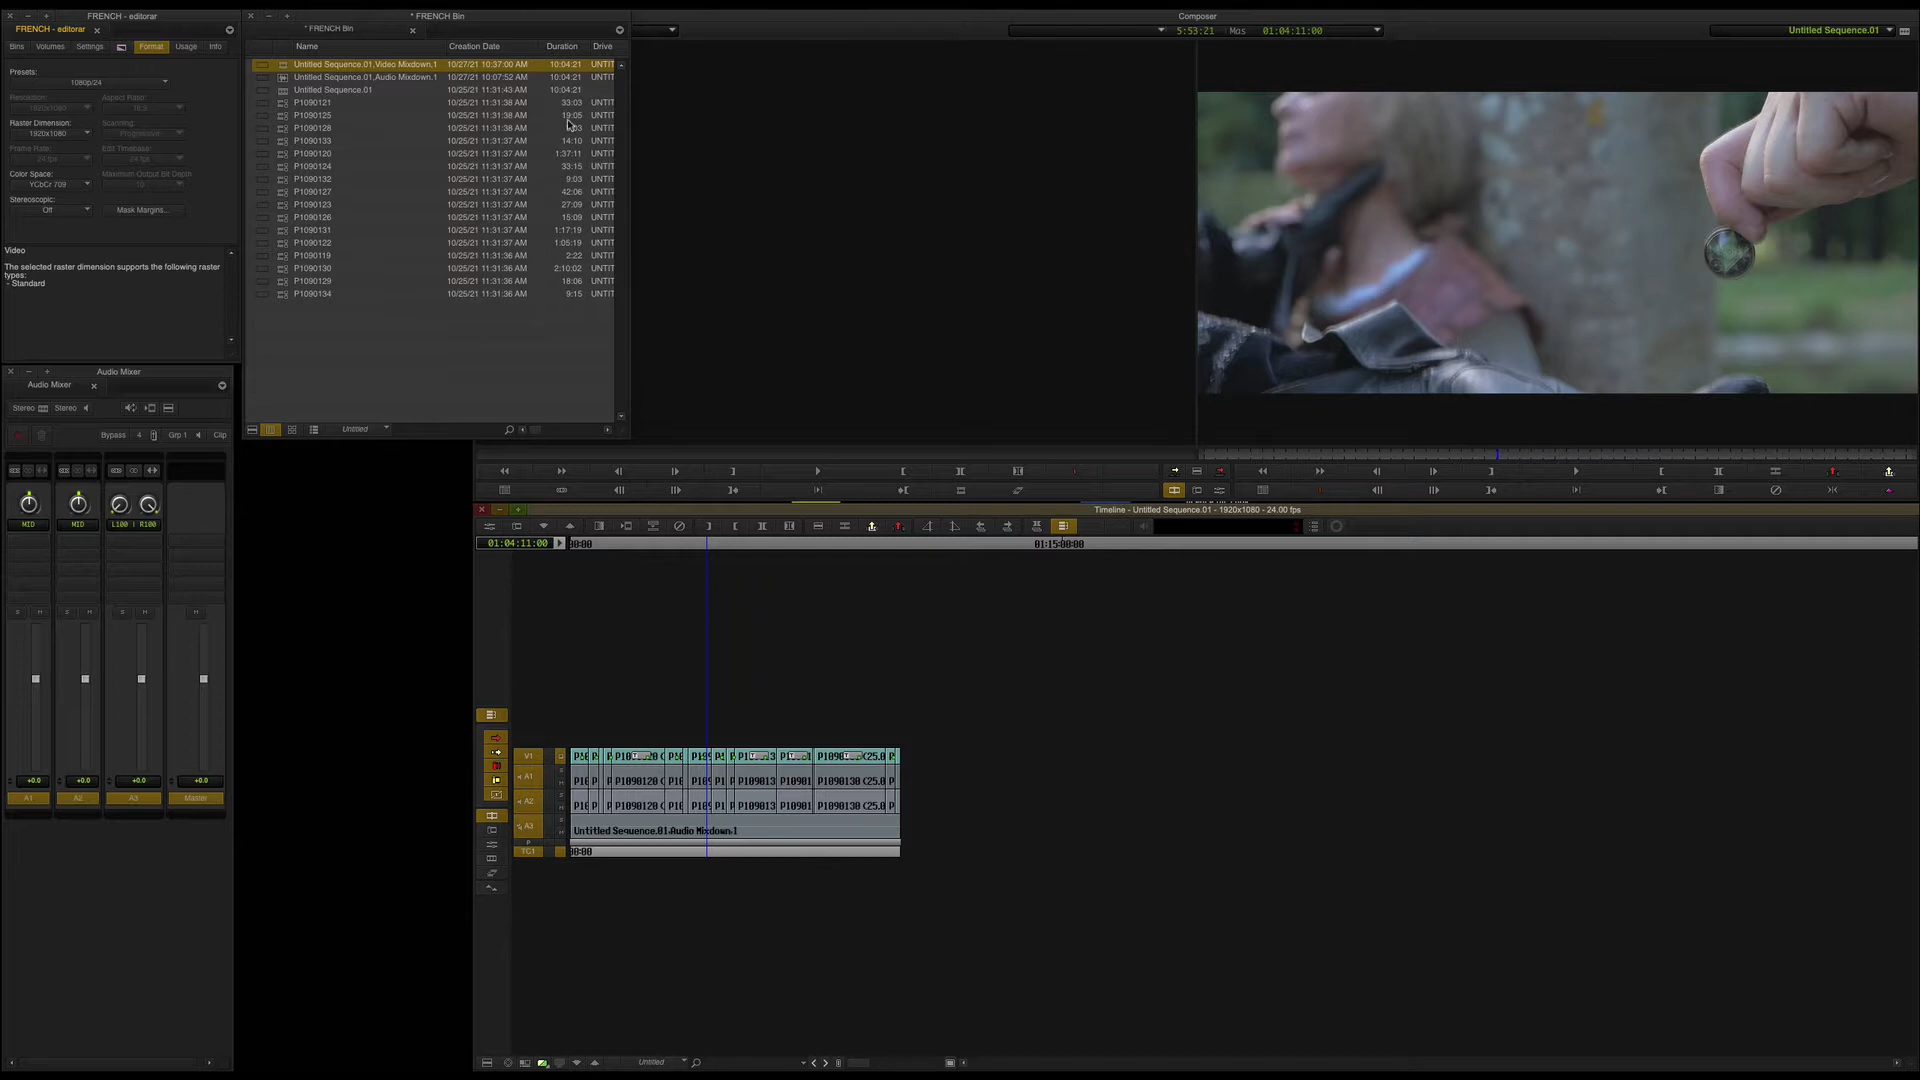 FRENCH - editorar
* FRENCH Bin
Composer
FRENCH - editorar
* FRENCH Bin
5:53:21 Mas 01:04:11:00
Untitled Sequence.01
Bins Volumes Settings Format Usage Info
Name Creation Date Duration Drive
Presets:
1080p/24
Resolution: Aspect Ratio:
1920x1080 16:9
Raster Dimension: Scanning:
1920x1080 Progressive
Frame Rate: Edit Timebase:
24 fps 24 fps
Color Space: Maximum Output Bit Depth
YCbCr 709 10
Stereoscopic:
Off Mask Margins...
Video
The selected raster dimension supports the following raster
types:
- Standard
Untitled Sequence.01,Video Mixdown,1 10/27/21 10:37:00 AM 10:04:21 UNTIT
Untitled Sequence.01,Audio Mixdown,1 10/27/21 10:07:52 AM 10:04:21 UNTIT
Untitled Sequence.01 10/25/21 11:31:43 AM 10:04:21
P1090121 10/25/21 11:31:38 AM 33:03 UNTIT
P1090125 10/25/21 11:31:38 AM 19:05 UNTIT
P1090128 10/25/21 11:31:38 AM UNTIT
P1090133 10/25/21 11:31:37 AM 14:10 UNTIT
P1090120 10/25/21 11:31:37 AM 1:37:11 UNTIT
P1090124 10/25/21 11:31:37 AM 33:15 UNTIT
P1090132 10/25/21 11:31:37 AM 9:03 UNTIT
P1090127 10/25/21 11:31:37 AM 42:06 UNTIT
P1090123 10/25/21 11:31:37 AM 27:09 UNTIT
P1090126 10/25/21 11:31:37 AM 15:09 UNTIT
P1090131 10/25/21 11:31:37 AM 1:17:19 UNTIT
P1090122 10/25/21 11:31:37 AM 1:05:19 UNTIT
P1090119 10/25/21 11:31:36 AM 2:22 UNTIT
P1090130 10/25/21 11:31:36 AM 2:10:02 UNTIT
P1090129 10/25/21 11:31:36 AM 18:06 UNTIT
P1090134 10/25/21 11:31:36 AM 9:15 UNTIT
Untitled
Audio Mixer
Audio Mixer
Stereo Stereo
Bypass 4 Grp 1 Clip
MID MID L100 | R100
S M S M S M M
+0.0 +0.0 +0.0 +0.0
A1 A2 A3 Master
Timeline - Untitled Sequence.01 - 1920x1080 - 24.00 fps
01:04:11:00 00:00 01:15:00:00
V1
A1 P1090120 ( P109013 P10901 P1090130 (25.0
A2 P1090120 ( P109013 P10901 P1090130 (25.0
A3 Untitled Sequence.01,Audio Mixdown,1
TC1 00:00
Untitled